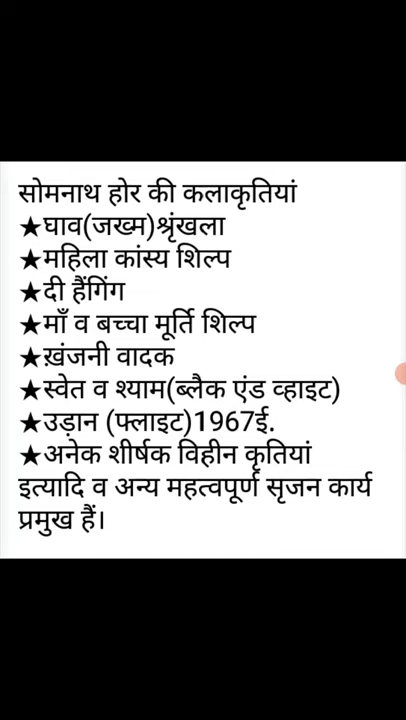 सोमनाथ होर की कलाकृतियां
★घाव(जख्म)श्रृंखला
★महिला कांस्य शिल्प
★दी हैंगिंग
★माँ व बच्चा मूर्ति शिल्प
★ख़ंजनी वादक
★स्वेत व श्याम(ब्लैक एंड व्हाइट)
★उड़ान (फ्लाइट)1967ई.
★अनेक शीर्षक विहीन कृतियां
इत्यादि व अन्य महत्वपूर्ण सृजन कार्य
प्रमुख हैं।